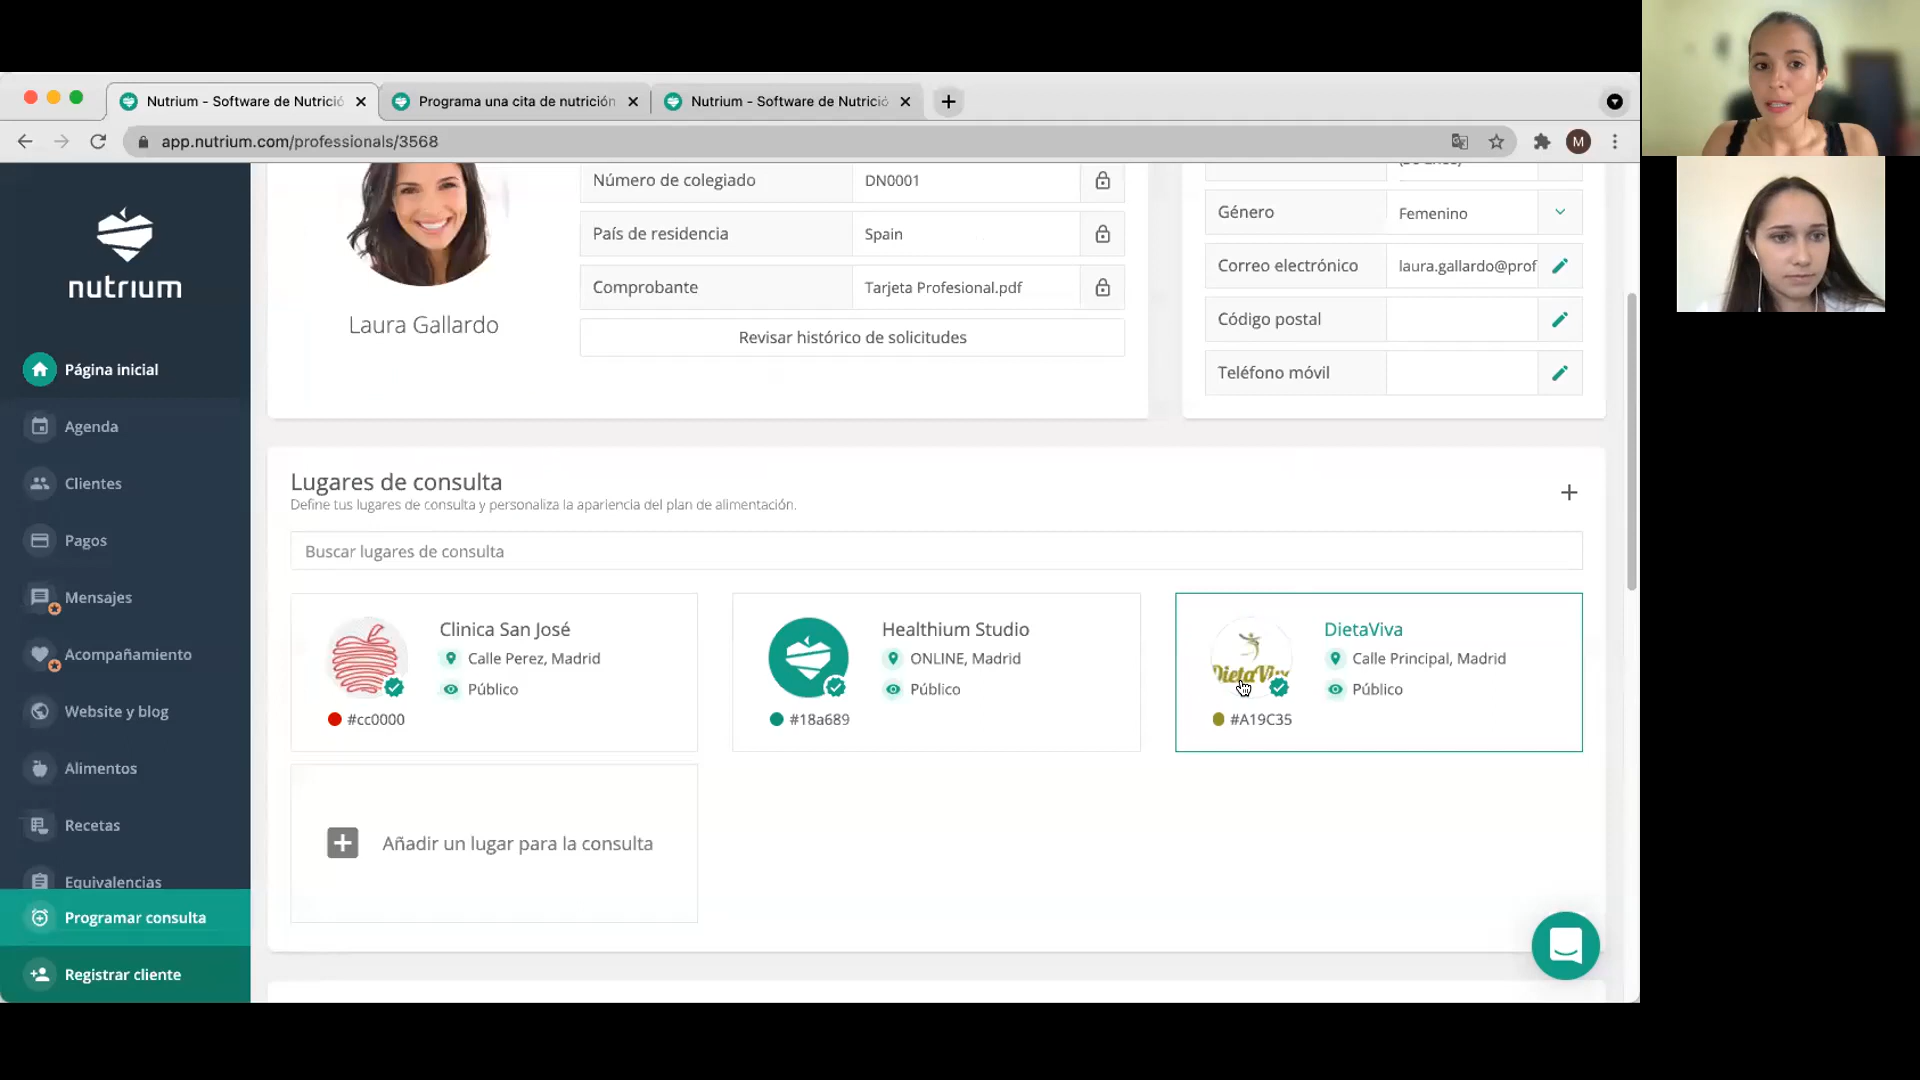 Nutrium - Software de Nutrició
Programa una cita de nutrición
Nutrium - Software de Nutrició
app.nutrium.com/professionals/3568
M
nutrium
Página inicial
Agenda
Clientes
Pagos
Mensajes
Acompañamiento
Website y blog
Alimentos
Recetas
Equivalencias
Programar consulta
Registrar cliente
Laura Gallardo
Número de colegiado DN0001
País de residencia Spain
Comprobante Tarjeta Profesional.pdf
Revisar histórico de solicitudes
Género Femenino
Correo electrónico laura.gallardo@prof
Código postal
Teléfono móvil
Lugares de consulta
Define tus lugares de consulta y personaliza la apariencia del plan de alimentación.
Buscar lugares de consulta
Clinica San José
Calle Perez, Madrid
Público
#cc0000
Healthium Studio
ONLINE, Madrid
Público
#18a689
DietaViva
Calle Principal, Madrid
Público
#A19C35
Añadir un lugar para la consulta